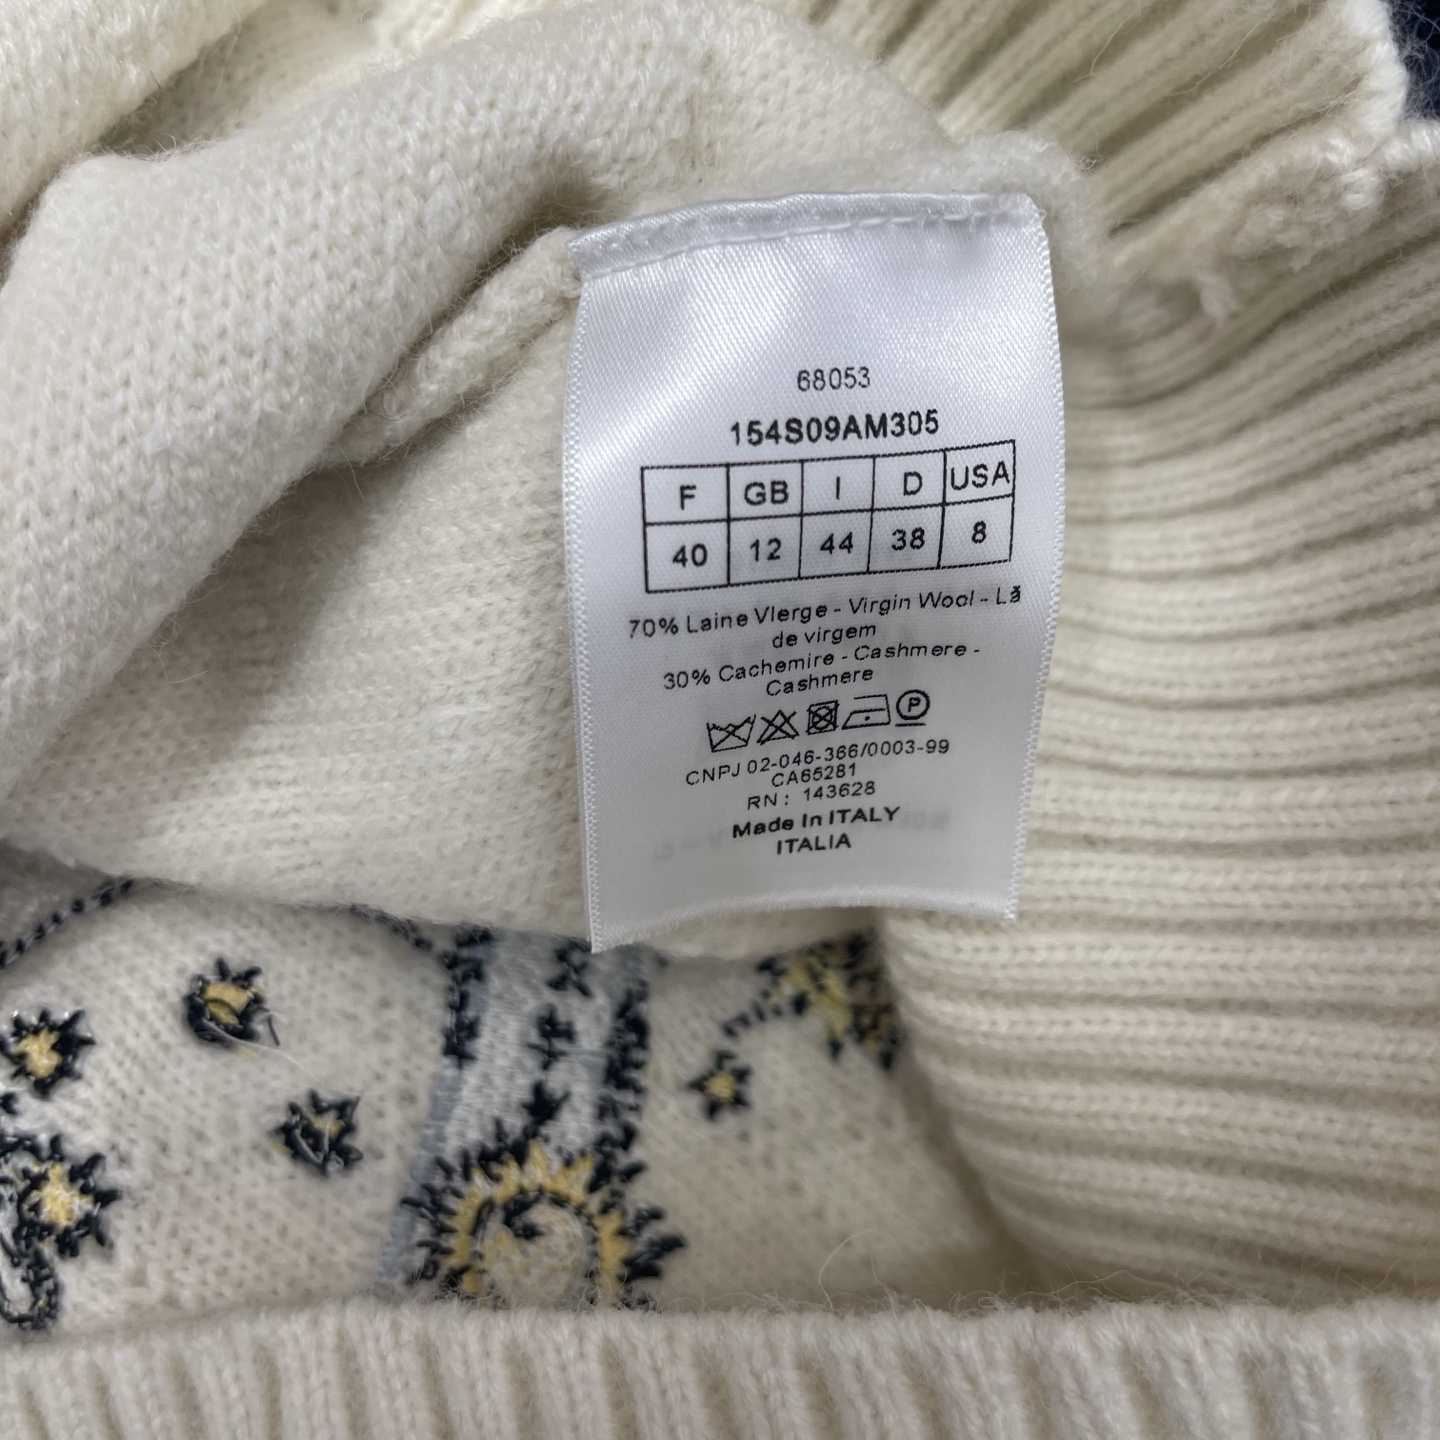 68053
154S09AM305
F GB I D USA
40 12 44 38 8
70% Laine Vierge - Virgin Wool - Lã
de virgem
30% Cachemire - Cashmere -
Cashmere
P
CNPJ 02-046-366/0003-99
CA65281
RN: 143628
Made In ITALY
ITALIA